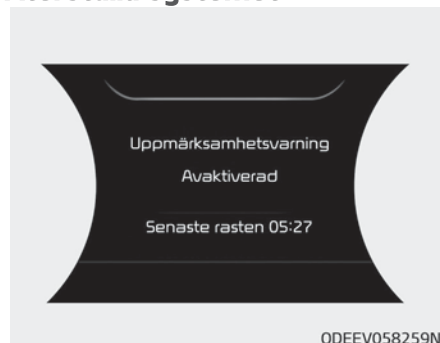 Uppmärksamhetsvarning
Avaktiverad
Senaste rasten 05:27
ODEEV058259N